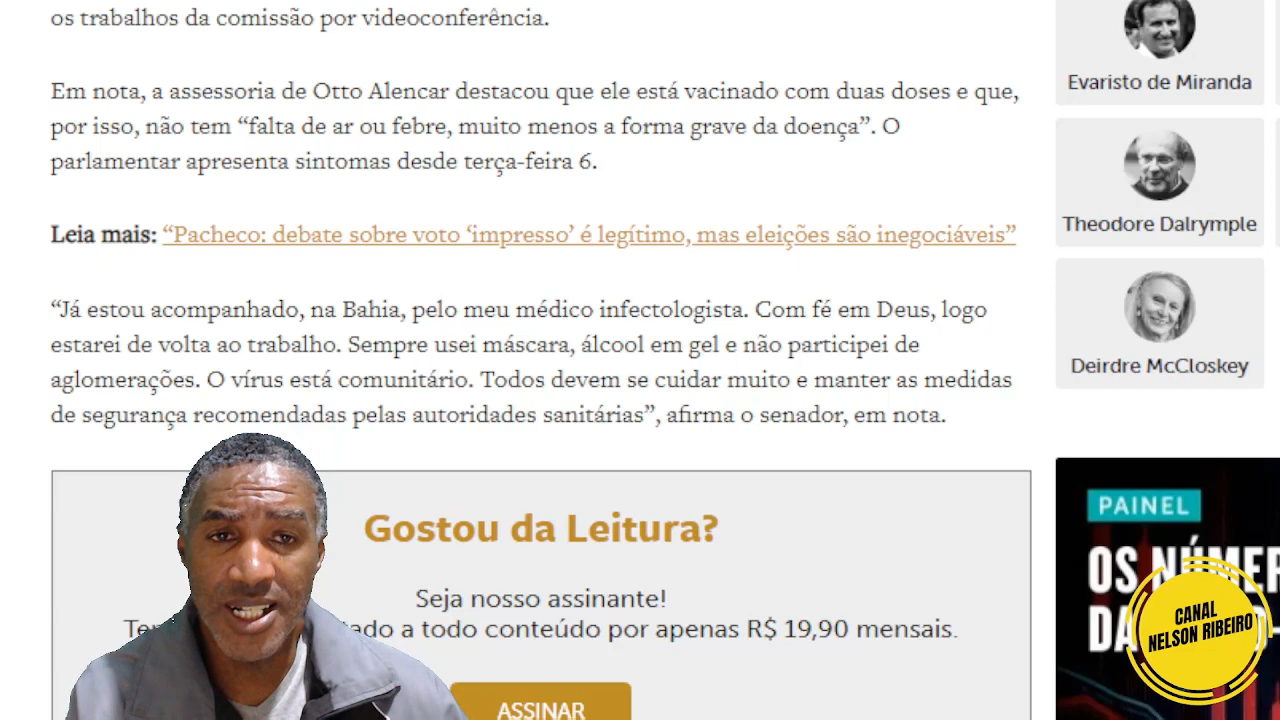 os trabalhos da comissão por videoconferência.
Em nota, a assessoria de Otto Alencar destacou que ele está vacinado com duas doses e que,
por isso, não tem “falta de ar ou febre, muito menos a forma grave da doença”. O
parlamentar apresenta sintomas desde terça-feira 6.
Leia mais: “Pacheco: debate sobre voto ‘impresso’ é legítimo, mas eleições são inegociáveis”
“Já estou acompanhado, na Bahia, pelo meu médico infectologista. Com fé em Deus, logo
estarei de volta ao trabalho. Sempre usei máscara, álcool em gel e não participei de
aglomerações. O vírus está comunitário. Todos devem se cuidar muito e manter as medidas
de segurança recomendadas pelas autoridades sanitárias”, afirma o senador, em nota.
Gostou da Leitura?
Seja nosso assinante!
a todo conteúdo por apenas R$ 19,90 mensais.
ASSINAR
Evaristo de Miranda
Theodore Dalrymple
Deirdre McCloskey
PAINEL
OS
CANAL
NELSON RIBEIRO